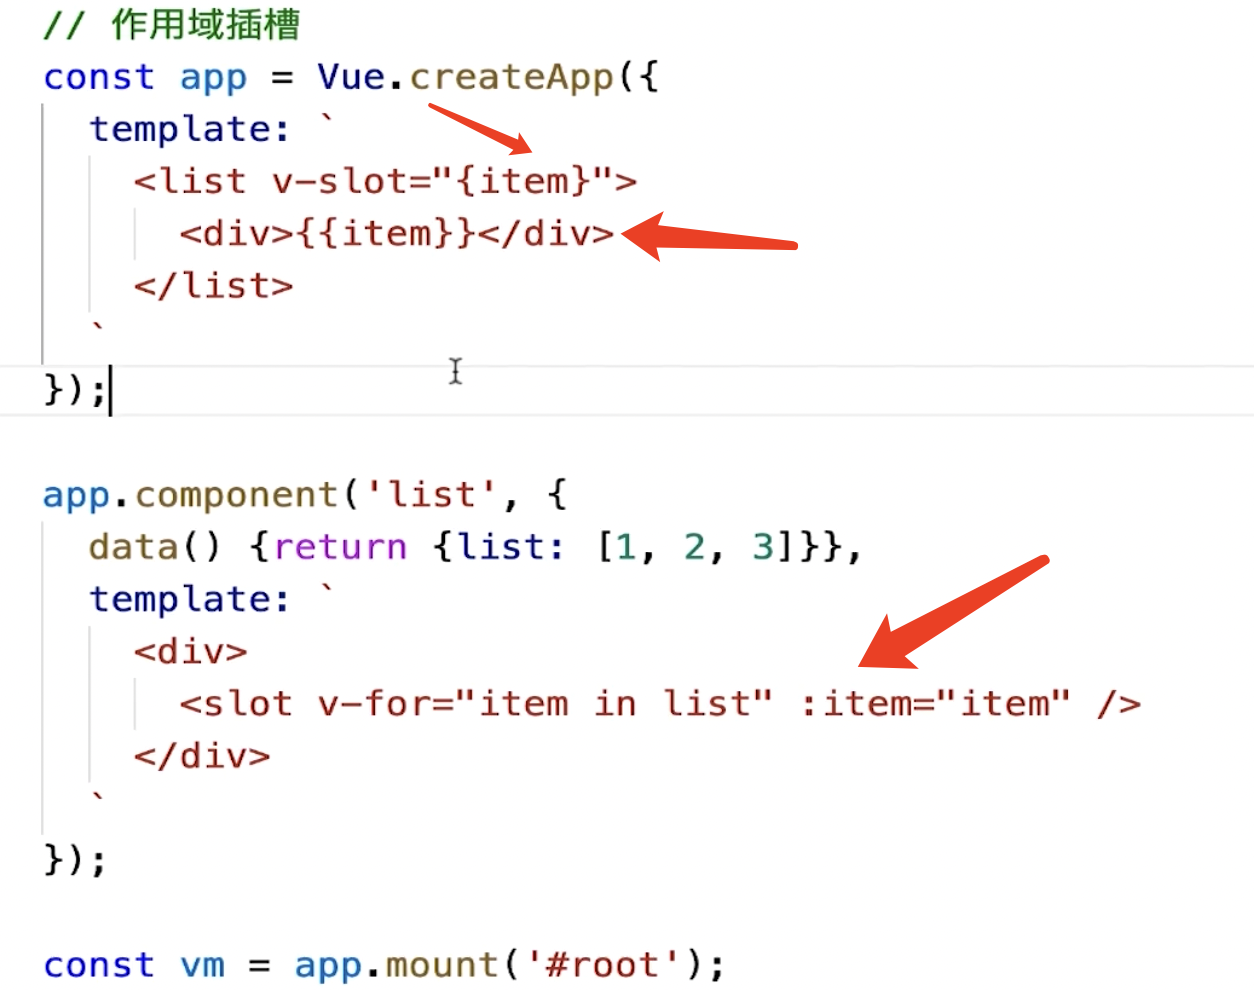 // 作用域插槽
const app = Vue.createApp({
  template: `
    <list v-slot="{item}">
      <div>{{item}}</div>
    </list>
  `
});
app.component('list', {
  data() {return {list: [1, 2, 3]}},
  template: `
    <div>
      <slot v-for="item in list" :item="item" />
    </div>
  `
});
const vm = app.mount('#root');